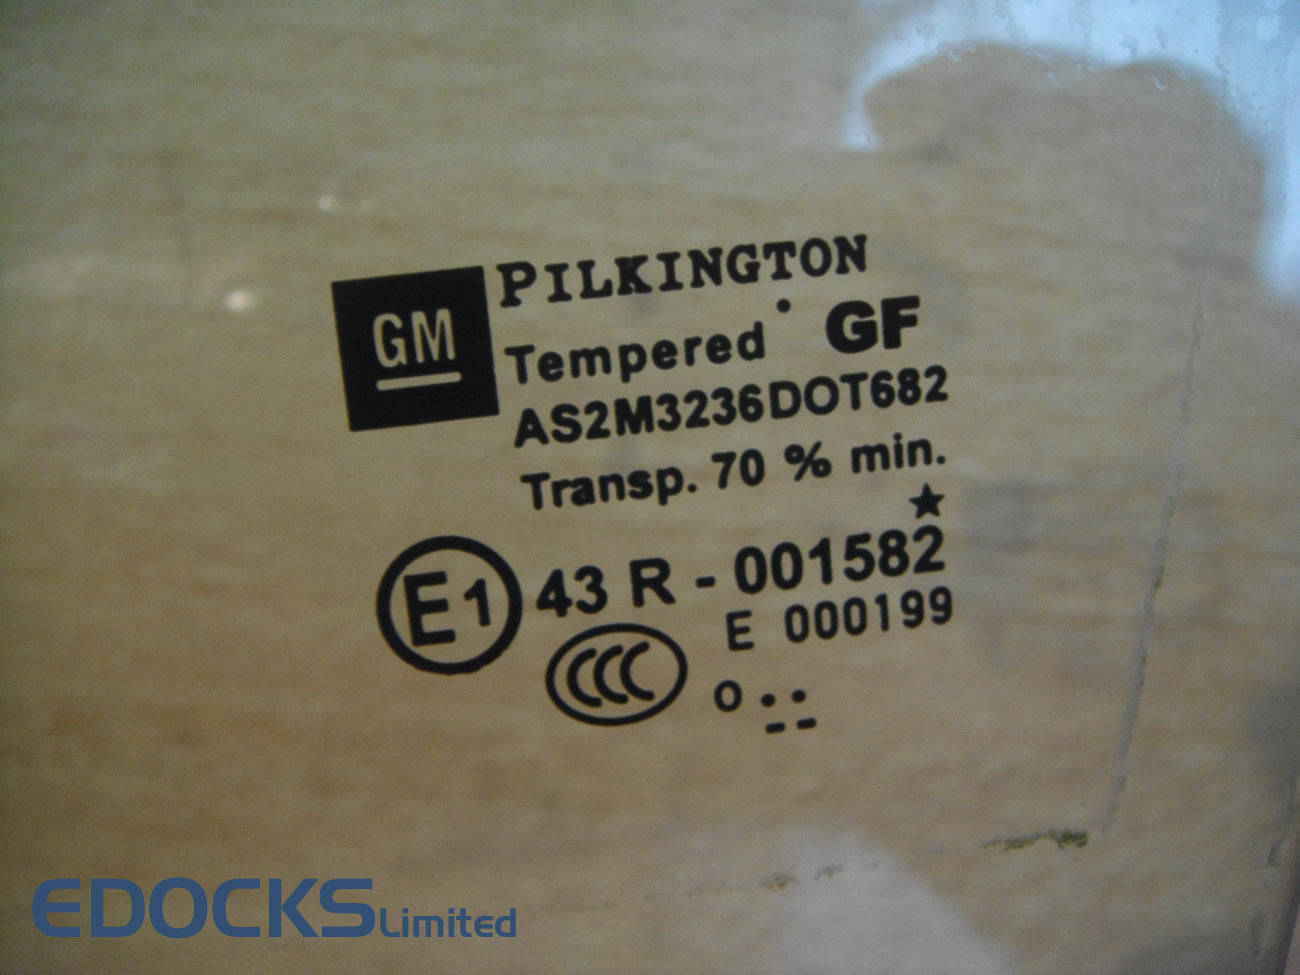 GM
PILKINGTON
Tempered GF
AS2M3236DOT682
Transp. 70 % min.
E1 43 R - 001582
E 000199
CCC
EDOCKS Limited